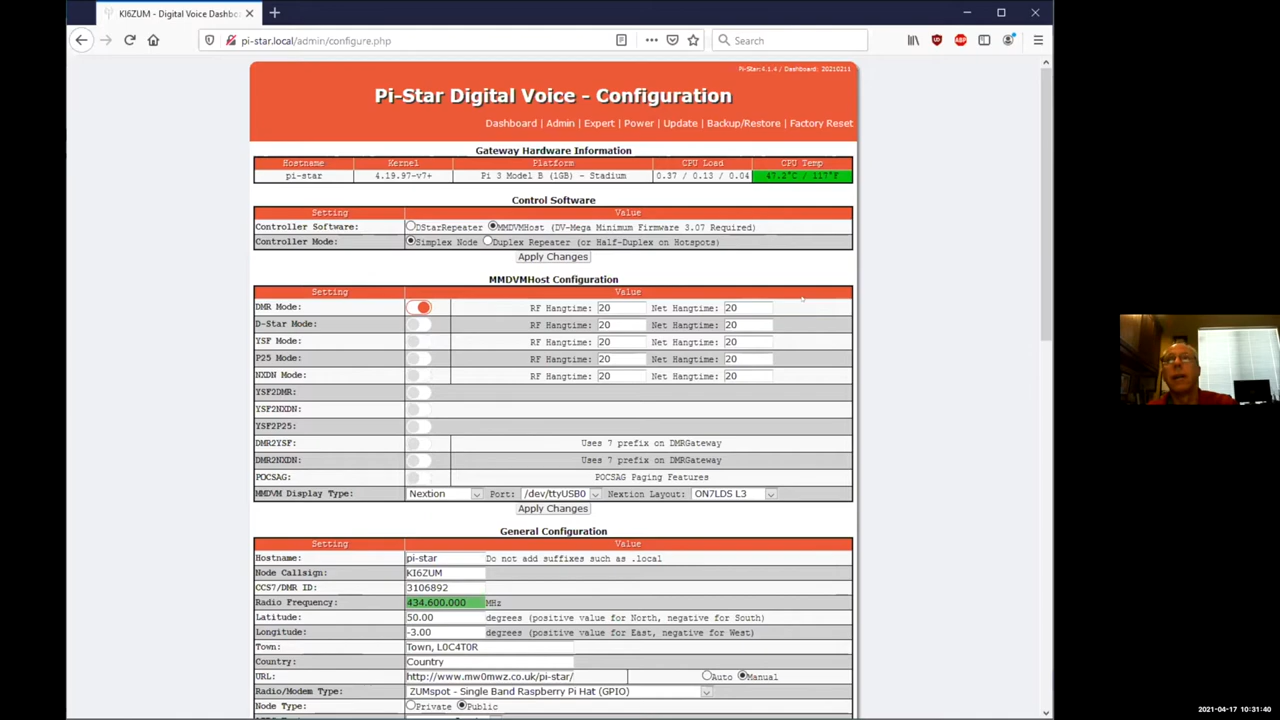 KI6ZUM - Digital Voice Dashbo
pi-star.local/admin/configure.php
Search
Pi-Star:4.1.4 / Dashboard: 20210211
Pi-Star Digital Voice - Configuration
Dashboard | Admin | Expert | Power | Update | Backup/Restore | Factory Reset
Gateway Hardware Information
Hostname Kernel Platform CPU Load CPU Temp
pi-star 4.19.97-v7+ Pi 3 Model B (1GB) - Stadium 0.37 / 0.13 / 0.04 47.2°C / 117°F
Control Software
Setting Value
Controller Software: DStarRepeater MMDVMHost (DV-Mega Minimum Firmware 3.07 Required)
Controller Mode: Simplex Node Duplex Repeater (or Half-Duplex on Hotspots)
Apply Changes
MMDVMHost Configuration
Setting Value
DMR Mode: RF Hangtime: 20 Net Hangtime: 20
D-Star Mode: RF Hangtime: 20 Net Hangtime: 20
YSF Mode: RF Hangtime: 20 Net Hangtime: 20
P25 Mode: RF Hangtime: 20 Net Hangtime: 20
NXDN Mode: RF Hangtime: 20 Net Hangtime: 20
YSF2DMR:
YSF2NXDN:
YSF2P25:
DMR2YSF: Uses 7 prefix on DMRGateway
DMR2NXDN: Uses 7 prefix on DMRGateway
POCSAG: POCSAG Paging Features
MMDVM Display Type: Nextion Port: /dev/ttyUSB0 Nextion Layout: ON7LDS L3
Apply Changes
General Configuration
Setting Value
Hostname: pi-star Do not add suffixes such as .local
Node Callsign: KI6ZUM
CCS7/DMR ID: 3106892
Radio Frequency: 434.600.000 MHz
Latitude: 50.00 degrees (positive value for North, negative for South)
Longitude: -3.00 degrees (positive value for East, negative for West)
Town: Town, L0C4T0R
Country: Country
URL: http://www.mw0mwz.co.uk/pi-star/ Auto Manual
Radio/Modem Type: ZUMspot - Single Band Raspberry Pi Hat (GPIO)
Node Type: Private Public
2021-04-17 10:31:40